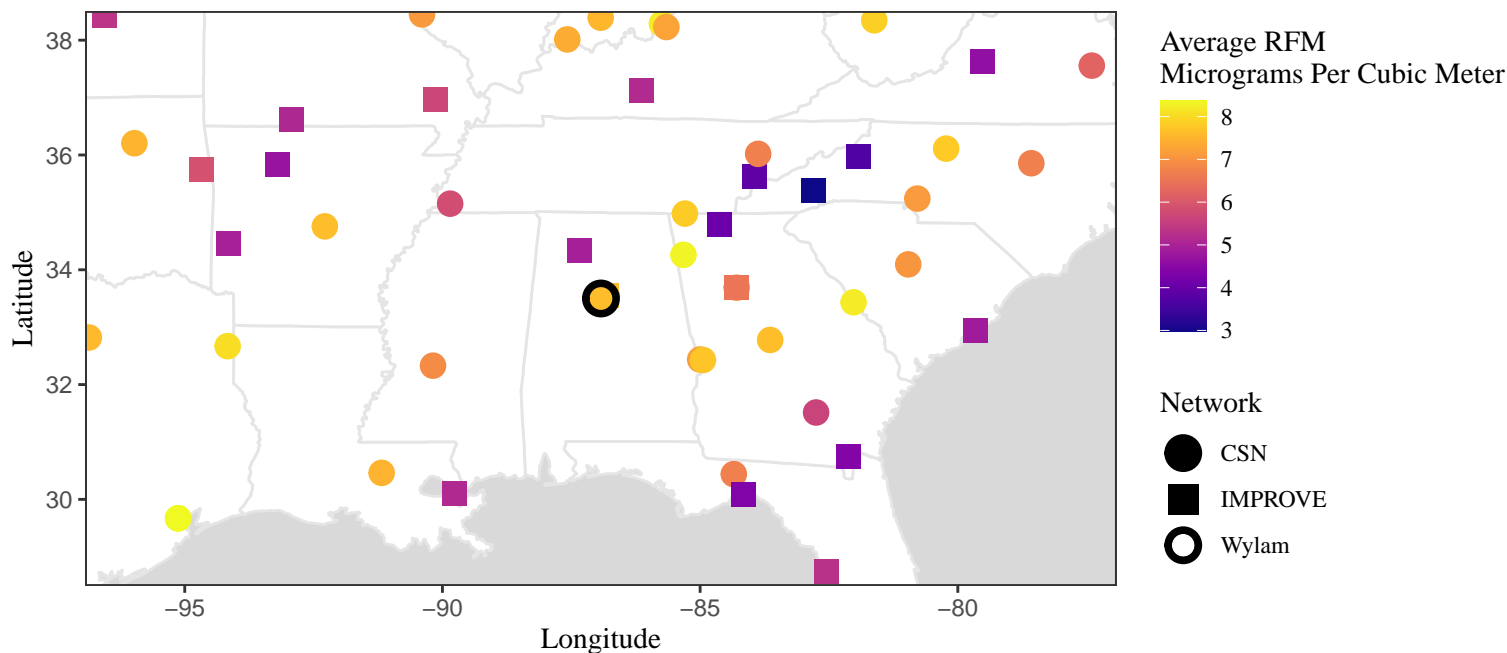 38
36
34
32
30
Latitude
−95
−90
−85
−80
Longitude
Average RFM
Micrograms Per Cubic Meter
8
7
6
5
4
3
Network
CSN
IMPROVE
Wylam